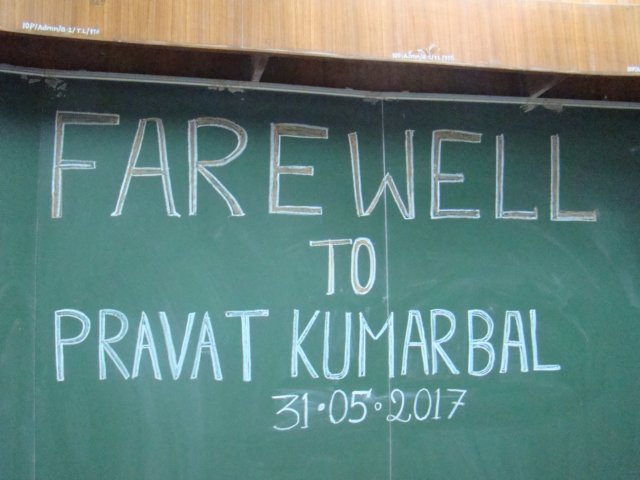 FAREWELL
TO
PRAVAT KUMARBAL
31·05·2017